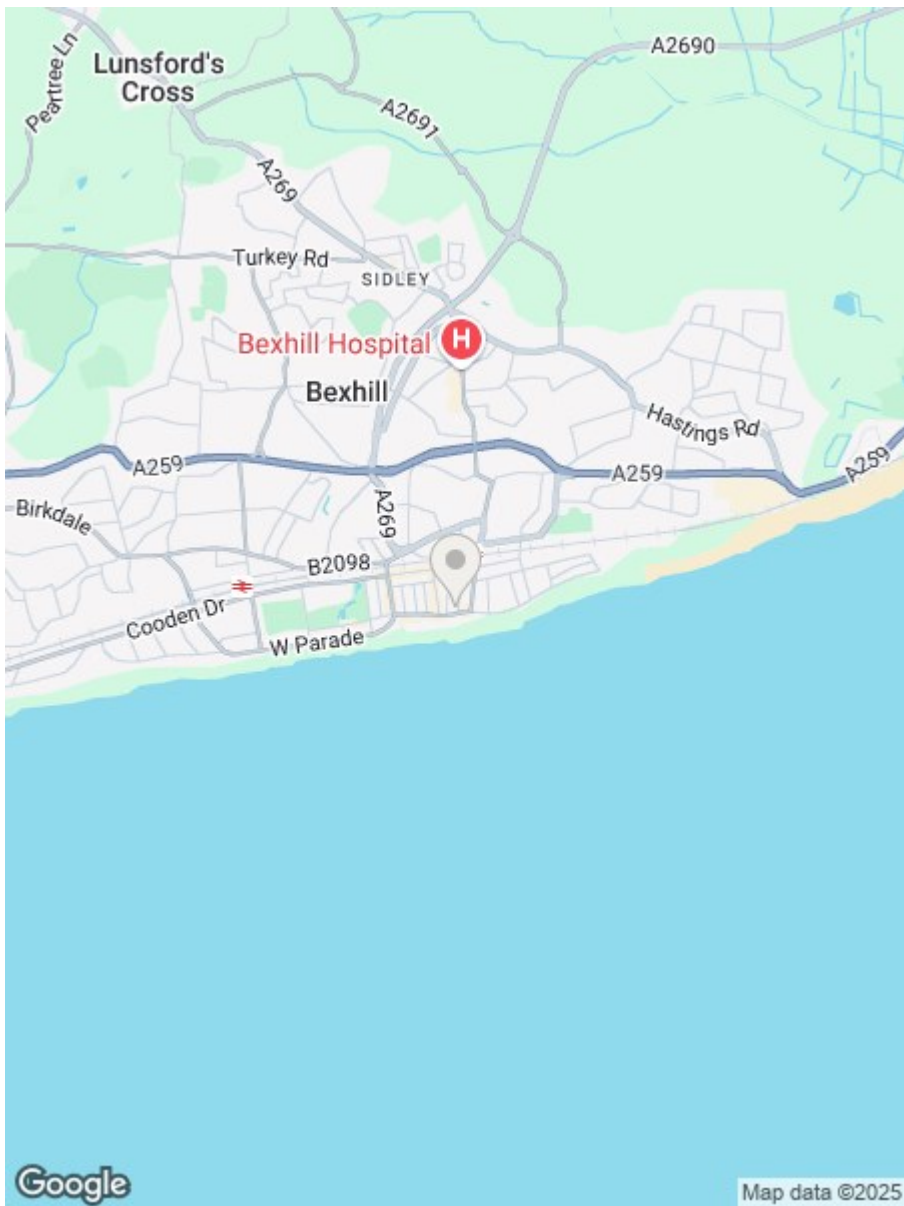 A2690
Peartree Ln
Lunsford's
Cross
A2691
A269
Turkey Rd
SIDLEY
Bexhill Hospital
H
Bexhill
Hastings Rd
A259
A259
A259
Birkdale
A269
B2098
Cooden Dr
W Parade
Google
Map data ©2025